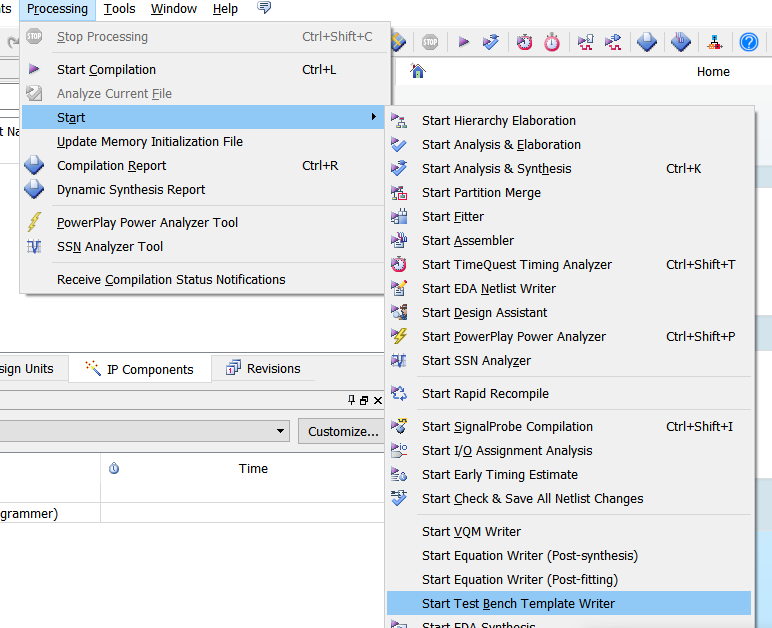 Processing Tools Window Help
Stop Processing Ctrl+Shift+C
Start Compilation Ctrl+L
Analyze Current File
Start
Update Memory Initialization File
Compilation Report Ctrl+R
Dynamic Synthesis Report
PowerPlay Power Analyzer Tool
SSN Analyzer Tool
Receive Compilation Status Notifications
STOP
Home
Start Hierarchy Elaboration
Start Analysis & Elaboration
Start Analysis & Synthesis Ctrl+K
Start Partition Merge
Start Fitter
Start Assembler
Start TimeQuest Timing Analyzer Ctrl+Shift+T
Start EDA Netlist Writer
Start Design Assistant
Start PowerPlay Power Analyzer Ctrl+Shift+P
Start SSN Analyzer
Start Rapid Recompile
Start SignalProbe Compilation Ctrl+Shift+I
Start I/O Assignment Analysis
Start Early Timing Estimate
Start Check & Save All Netlist Changes
Start VQM Writer
Start Equation Writer (Post-synthesis)
Start Equation Writer (Post-fitting)
Start Test Bench Template Writer
Start EDA Synthesis
sign Units IP Components Revisions
Customize...
Time
grammer)